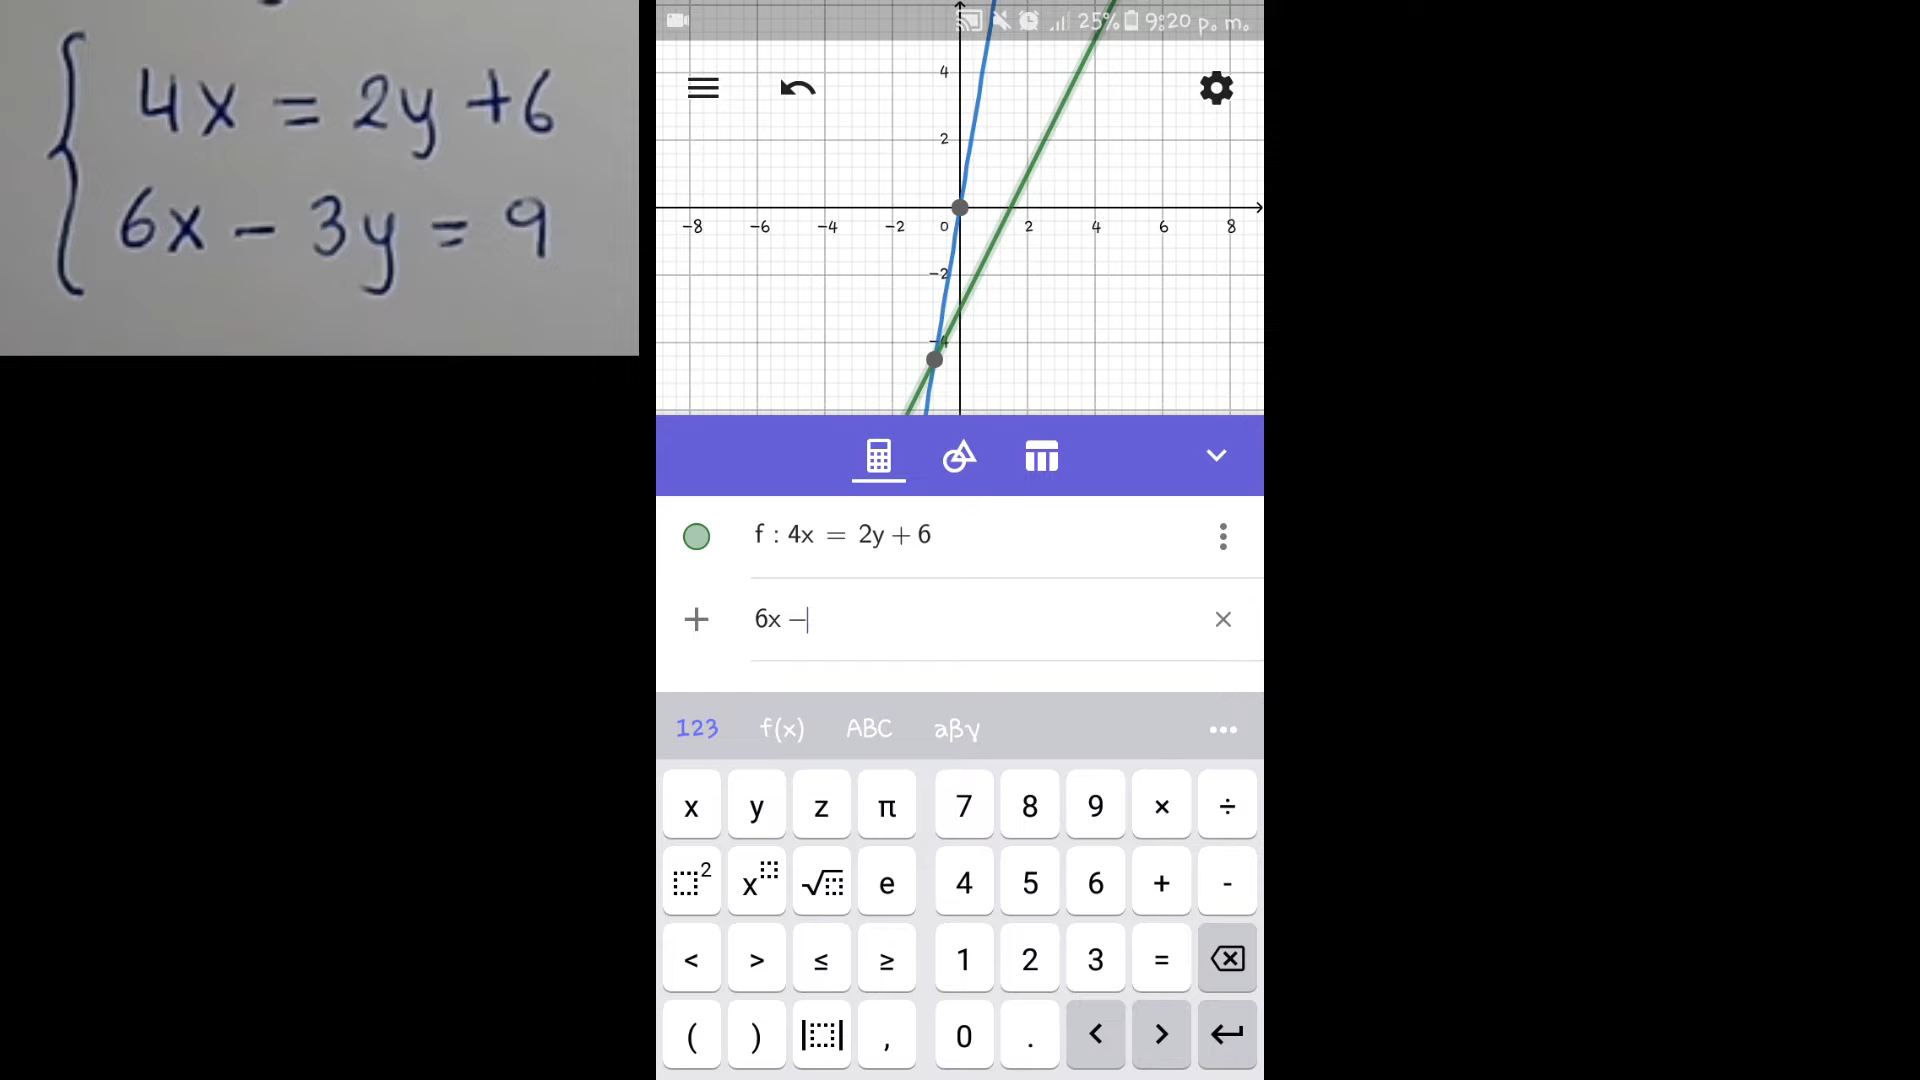 4x = 2y + 6
6x - 3y = 9
25% 9:20 p. m.
4
2
-8 -6 -4 -2 0 2 4 6 8
-2
-4
f : 4x = 2y + 6
+ 6x − ×
123 f(x) ABC αβγ •••
x y z π 7 8 9 × ÷
2 x √ e 4 5 6 + -
< > ≤ ≥ 1 2 3 =
( ) | | , 0 . < >